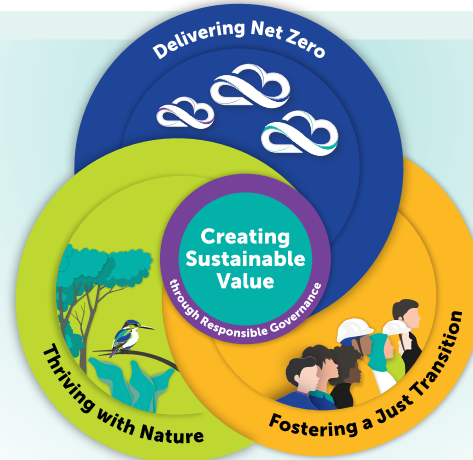 Delivering Net Zero
Creating
Sustainable
Value
through Responsible Governance
Thriving with Nature
Fostering a Just Transition